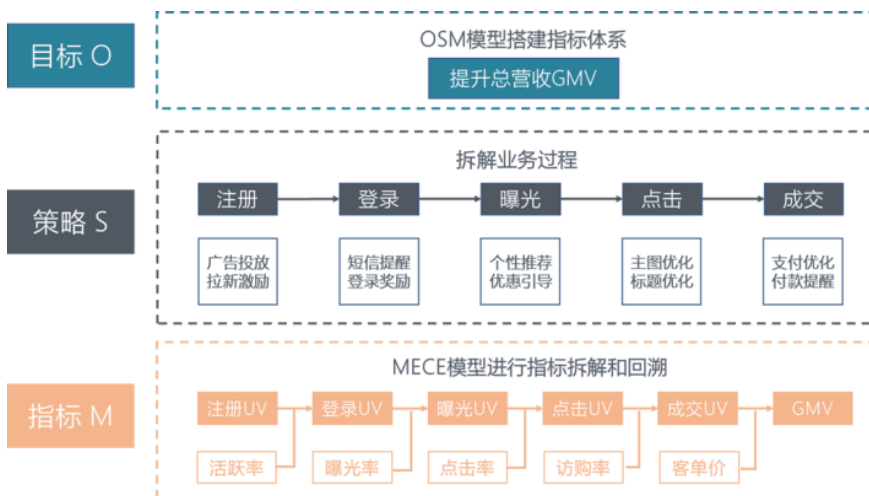 目标 O
OSM模型搭建指标体系
提升总营收GMV
策略 S
拆解业务过程
注册
登录
曝光
点击
成交
广告投放
拉新激励
短信提醒
登录奖励
个性推荐
优惠引导
主图优化
标题优化
支付优化
付款提醒
指标 M
MECE模型进行指标拆解和回溯
注册UV
登录UV
曝光UV
点击UV
成交UV
GMV
活跃率
曝光率
点击率
访购率
客单价